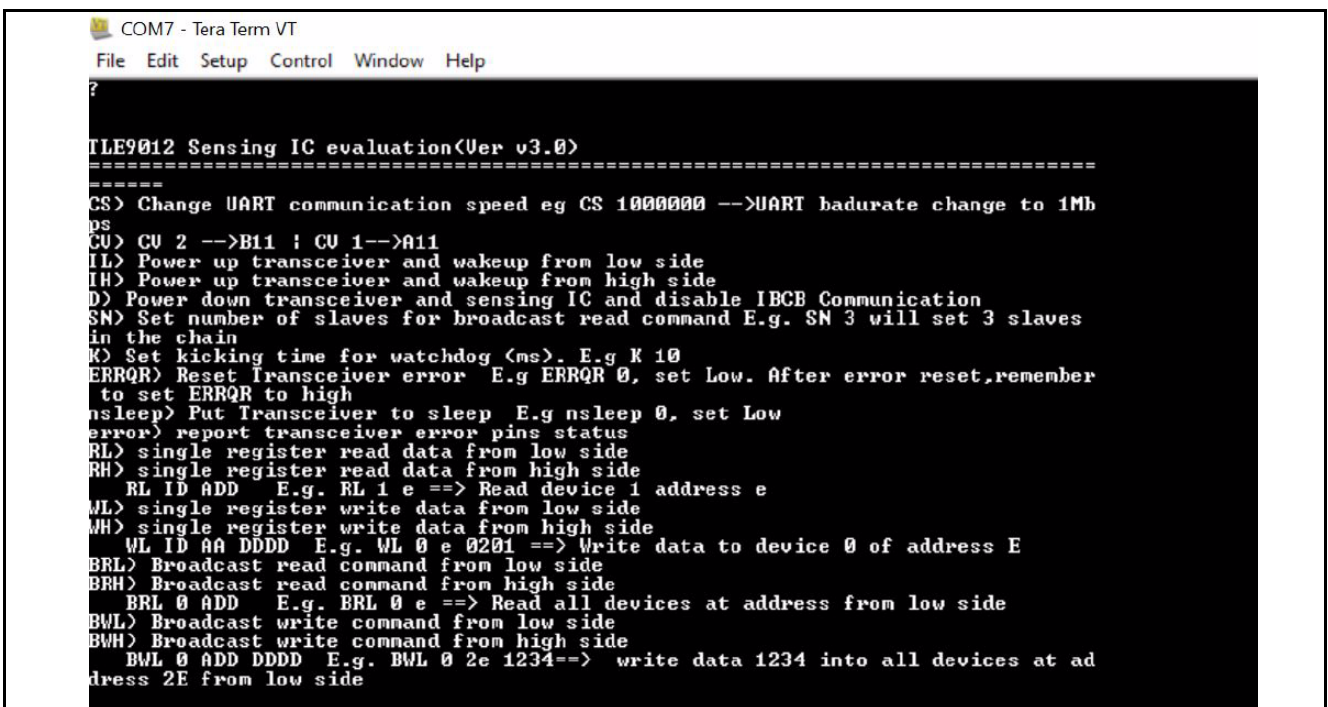 COM7 - Tera Term VT
File Edit Setup Control Window Help
?
TLE9012 Sensing IC evaluation(Ver v3.0)
===============================================================================
======
CS) Change UART communication speed eg CS 1000000 -->UART badurate change to 1Mb
ps
CV) CV 2 -->B11 | CV 1-->A11
IL) Power up transceiver and wakeup from low side
IH) Power up transceiver and wakeup from high side
D) Power down transceiver and sensing IC and disable IBCB Communication
SN) Set number of slaves for broadcast read command E.g. SN 3 will set 3 slaves
in the chain
K) Set kicking time for watchdog (ms). E.g K 10
ERRQR) Reset Transceiver error  E.g ERRQR 0, set Low. After error reset,remember
 to set ERRQR to high
nsleep) Put Transceiver to sleep  E.g nsleep 0, set Low
error) report transceiver error pins status
RL) single register read data from low side
RH) single register read data from high side
   RL ID ADD   E.g. RL 1 e ==> Read device 1 address e
WL) single register write data from low side
WH) single register write data from high side
   WL ID AA DDDD  E.g. WL 0 e 0201 ==> Write data to device 0 of address E
BRL) Broadcast read command from low side
BRH) Broadcast read command from high side
   BRL 0 ADD   E.g. BRL 0 e ==> Read all devices at address from low side
BWL) Broadcast write command from low side
BWH) Broadcast write command from high side
   BWL 0 ADD DDDD  E.g. BWL 0 2e 1234==>  write data 1234 into all devices at ad
dress 2E from low side